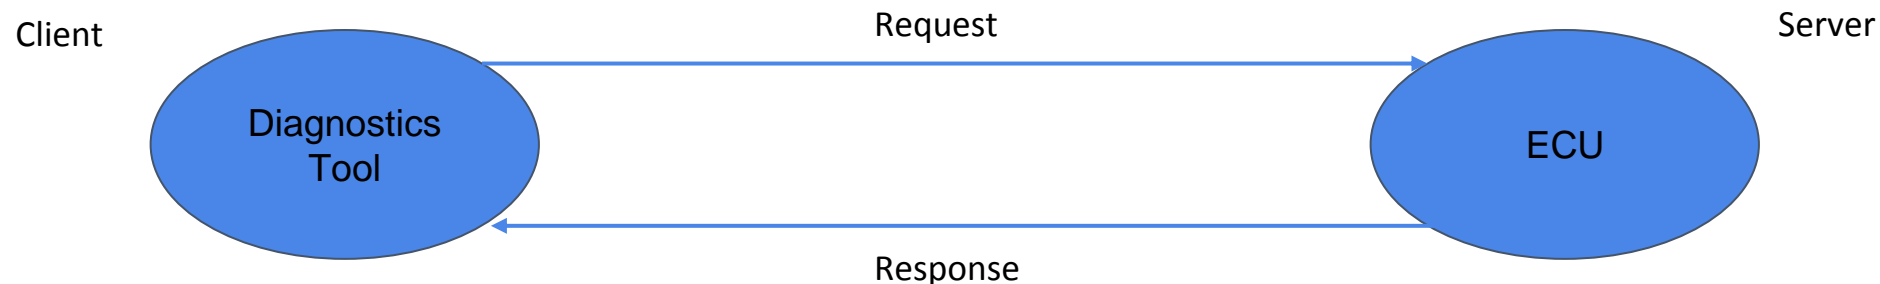 Client
Request
Server
Diagnostics
Tool
ECU
Response